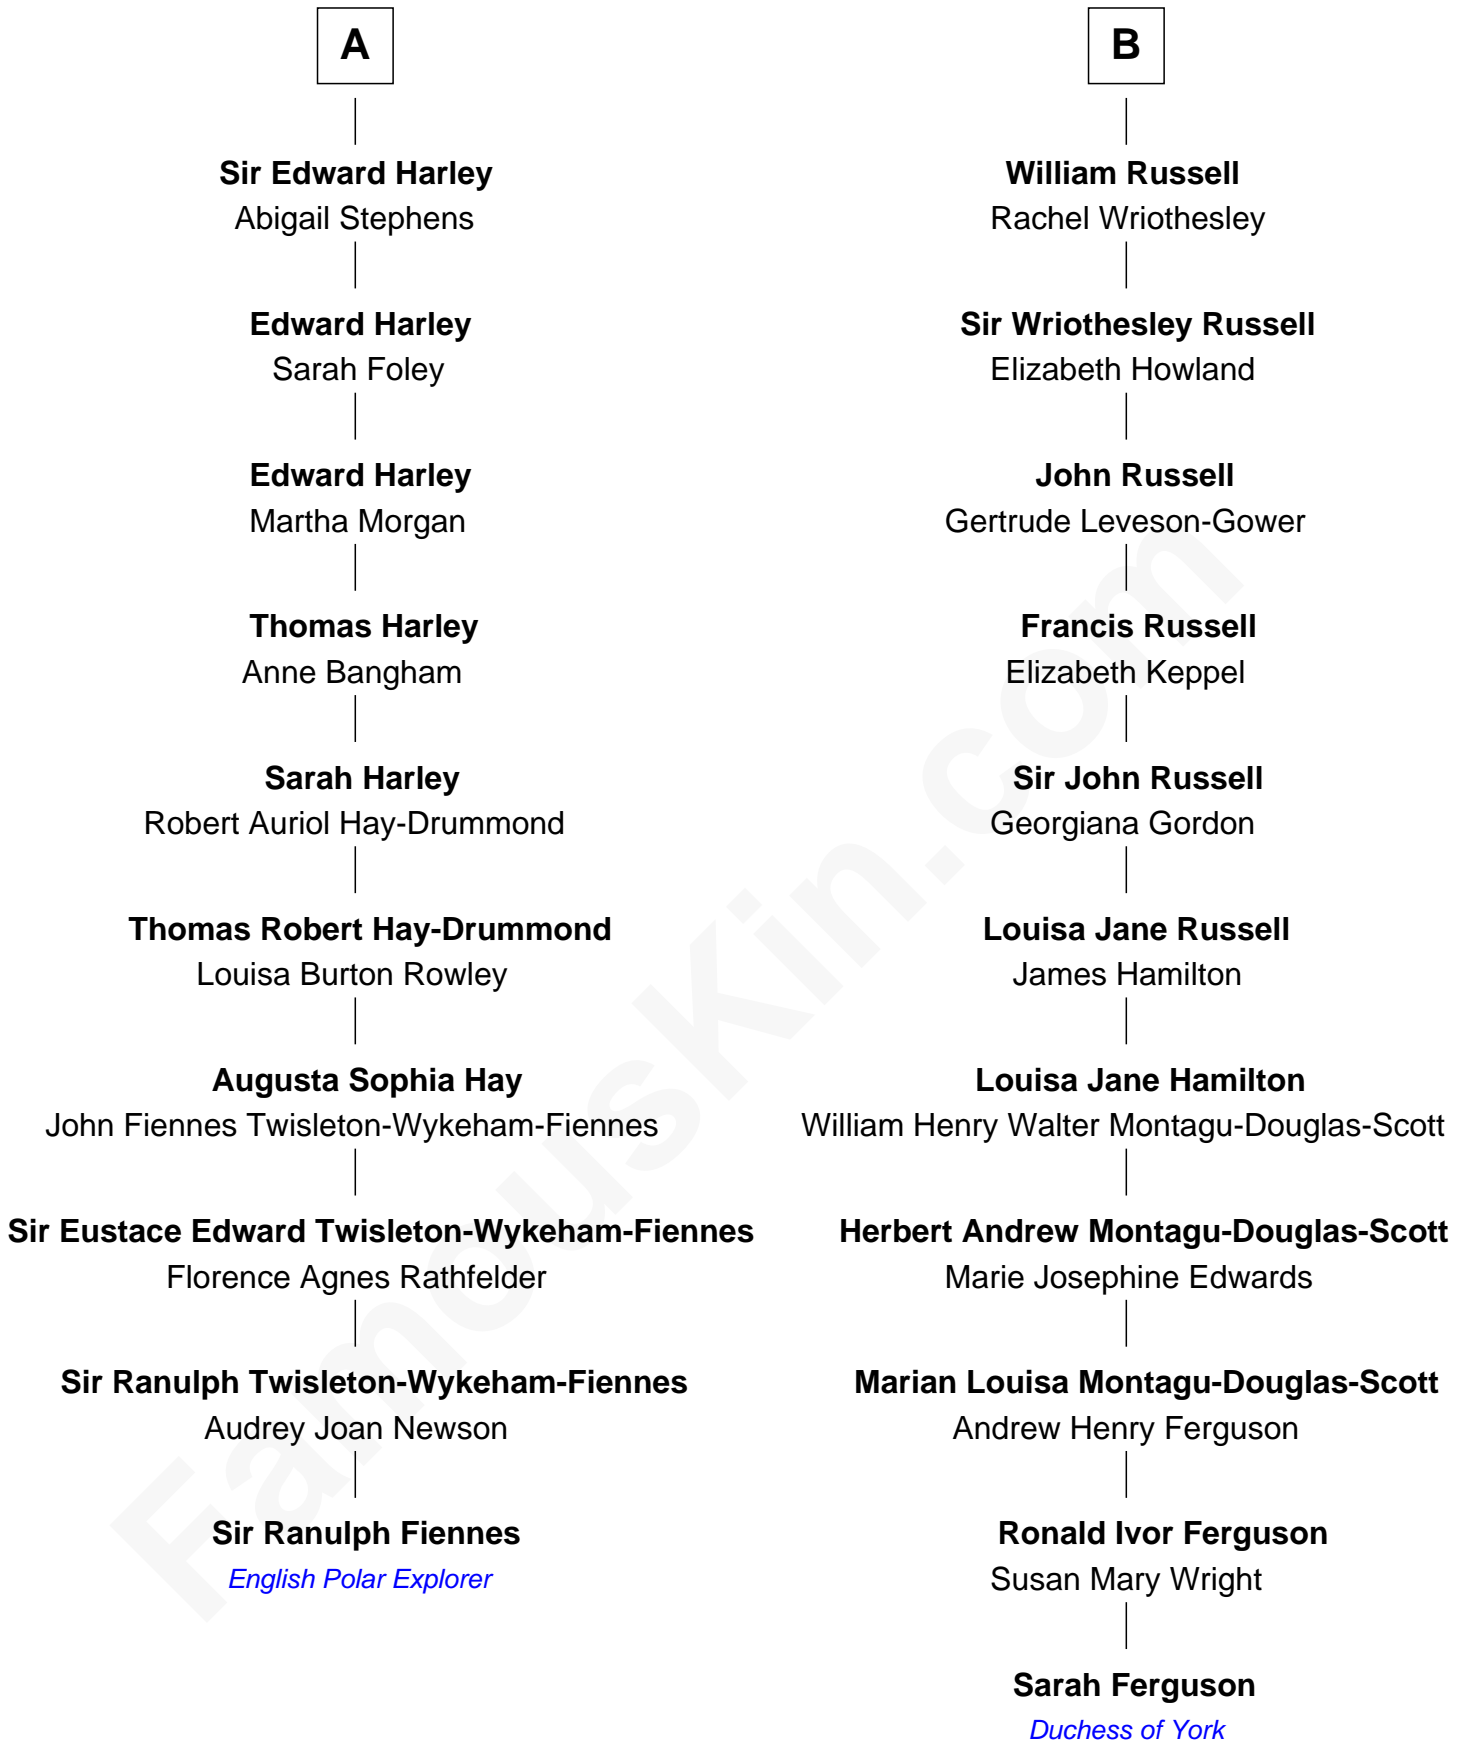 A
Sir Edward Harley
Abigail Stephens
Edward Harley
Sarah Foley
Edward Harley
Martha Morgan
Thomas Harley
Anne Bangham
Sarah Harley
Robert Auriol Hay-Drummond
Thomas Robert Hay-Drummond
Louisa Burton Rowley
Augusta Sophia Hay
John Fiennes Twisleton-Wykeham-Fiennes
Sir Eustace Edward Twisleton-Wykeham-Fiennes
Florence Agnes Rathfelder
Sir Ranulph Twisleton-Wykeham-Fiennes
Audrey Joan Newson
Sir Ranulph Fiennes
English Polar Explorer
B
William Russell
Rachel Wriothesley
Sir Wriothesley Russell
Elizabeth Howland
John Russell
Gertrude Leveson-Gower
Francis Russell
Elizabeth Keppel
Sir John Russell
Georgiana Gordon
Louisa Jane Russell
James Hamilton
Louisa Jane Hamilton
William Henry Walter Montagu-Douglas-Scott
Herbert Andrew Montagu-Douglas-Scott
Marie Josephine Edwards
Marian Louisa Montagu-Douglas-Scott
Andrew Henry Ferguson
Ronald Ivor Ferguson
Susan Mary Wright
Sarah Ferguson
Duchess of York
FamousKin.com